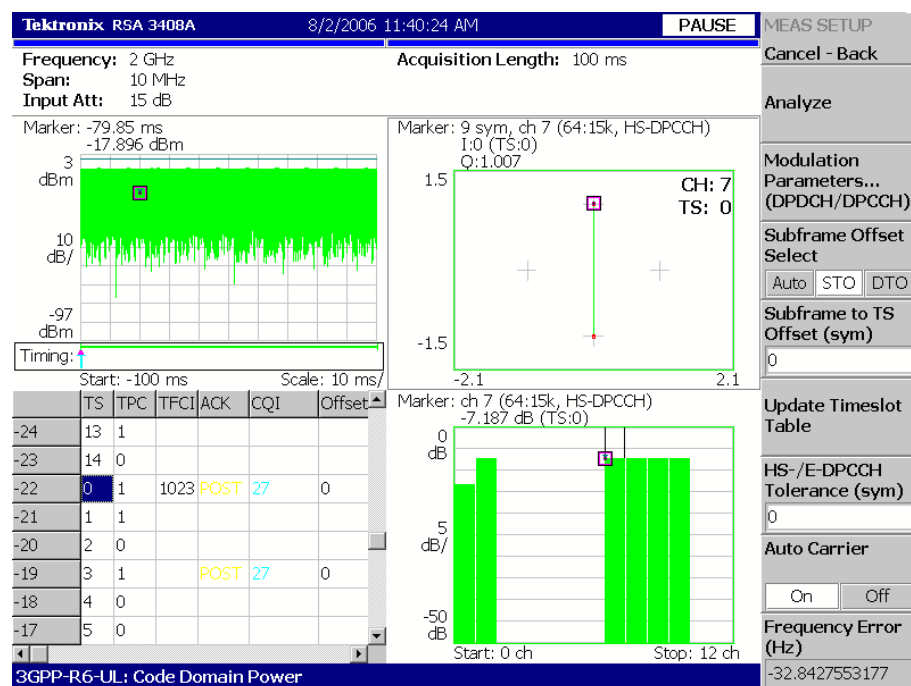 Tektronix RSA 3408A 8/2/2006 11:40:24 AM PAUSE
Frequency: 2 GHz Acquisition Length: 100 ms
Span: 10 MHz
Input Att: 15 dB
Marker: -79.85 ms
-17.896 dBm
3
dBm
10
dB/
-97
dBm
Timing:
Start: -100 ms Scale: 10 ms/
Marker: 9 sym, ch 7 (64:15k, HS-DPCCH)
I:0 (TS:0)
Q:1.007
1.5
CH: 7
TS: 0
-1.5
-2.1 2.1
TS TPC TFCI ACK CQI Offset
-24 13 1
-23 14 0
-22 0 1 1023 POST 27 0
-21 1 1
-20 2 0
-19 3 1 POST 27 0
-18 4 0
-17 5 0
Marker: ch 7 (64:15k, HS-DPCCH)
-7.187 dB (TS:0)
0
dB
5
dB/
-50
dB
Start: 0 ch Stop: 12 ch
3GPP-R6-UL: Code Domain Power
MEAS SETUP
Cancel - Back
Analyze
Modulation
Parameters...
(DPDCH/DPCCH)
Subframe Offset
Select
Auto STO DTO
Subframe to TS
Offset (sym)
0
Update Timeslot
Table
HS-/E-DPCCH
Tolerance (sym)
0
Auto Carrier
On Off
Frequency Error
(Hz)
-32.8427553177